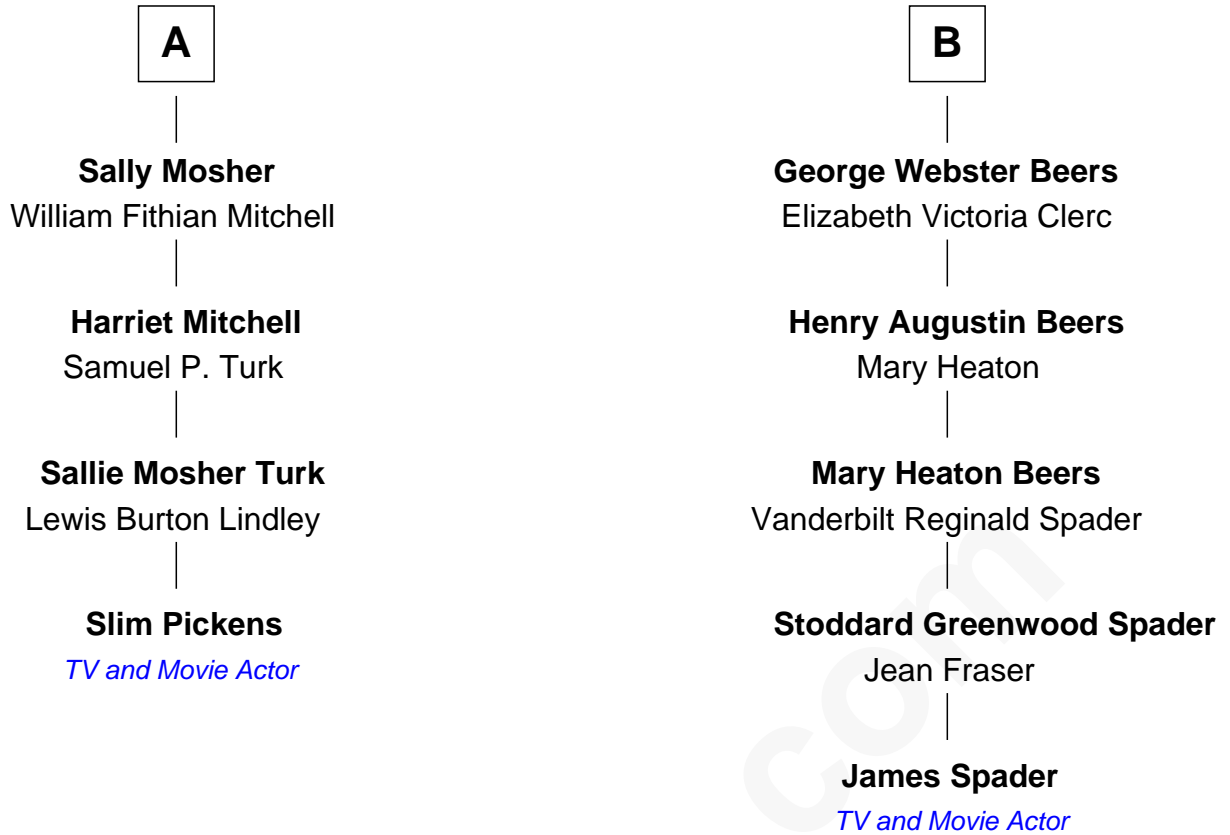 A
Sally Mosher
William Fithian Mitchell
Harriet Mitchell
Samuel P. Turk
Sallie Mosher Turk
Lewis Burton Lindley
Slim Pickens
TV and Movie Actor
B
George Webster Beers
Elizabeth Victoria Clerc
Henry Augustin Beers
Mary Heaton
Mary Heaton Beers
Vanderbilt Reginald Spader
Stoddard Greenwood Spader
Jean Fraser
James Spader
TV and Movie Actor
com